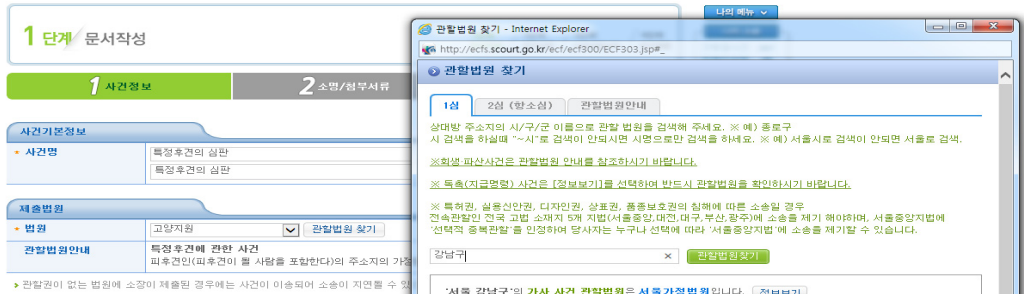 나의 메뉴
1 단계 문서작성
1 사건정보
2 소명/첨부서류
사건기본정보
사건명
특정후견의 심판
특정후견의 심판
제출법원
법원
고양지원
관할법원 찾기
관할법원안내
특정후견에 관한 사건
피후견인(피후견이 될 사람을 포함한다)의 주소지의 가정
관할권이 없는 법원에 소장이 제출된 경우에는 사건이 이송되어 소송이 지연될 수 있
관할법원 찾기 - Internet Explorer
http://ecfs.scourt.go.kr/ecf/ecf300/ECF303.jsp#_
관할법원 찾기
1심
2심 (항소심)
관할법원안내
상대방 주소지의 시/구/군 이름으로 관할 법원을 검색해 주세요. ※ 예) 종로구
시 검색을 하실때 "~시"로 검색이 안되시면 시명으로만 검색을 하세요. ※ 예) 서울시로 검색이 안되면 서울로 검색.
※회생·파산사건은 관할법원 안내를 참조하시기 바랍니다.
※ 독촉(지급명령) 사건은 [정보보기]를 선택하여 반드시 관할법원을 확인하시기 바랍니다.
※ 특허권, 실용신안권, 디자인권, 상표권, 품종보호권의 침해에 따른 소송일 경우
전속관할인 전국 고법 소재지 5개 지법(서울중앙,대전,대구,부산,광주)에 소송을 제기 해야하며, 서울중앙지법에
'선택적 중복관할'을 인정하여 당사자는 누구나 선택에 따라 '서울중앙지법'에 소송을 제기할 수 있습니다.
강남구
관할법원찾기
'서울 강남구'의 가사 사건 관할법원은 서울가정법원입니다.
정보보기